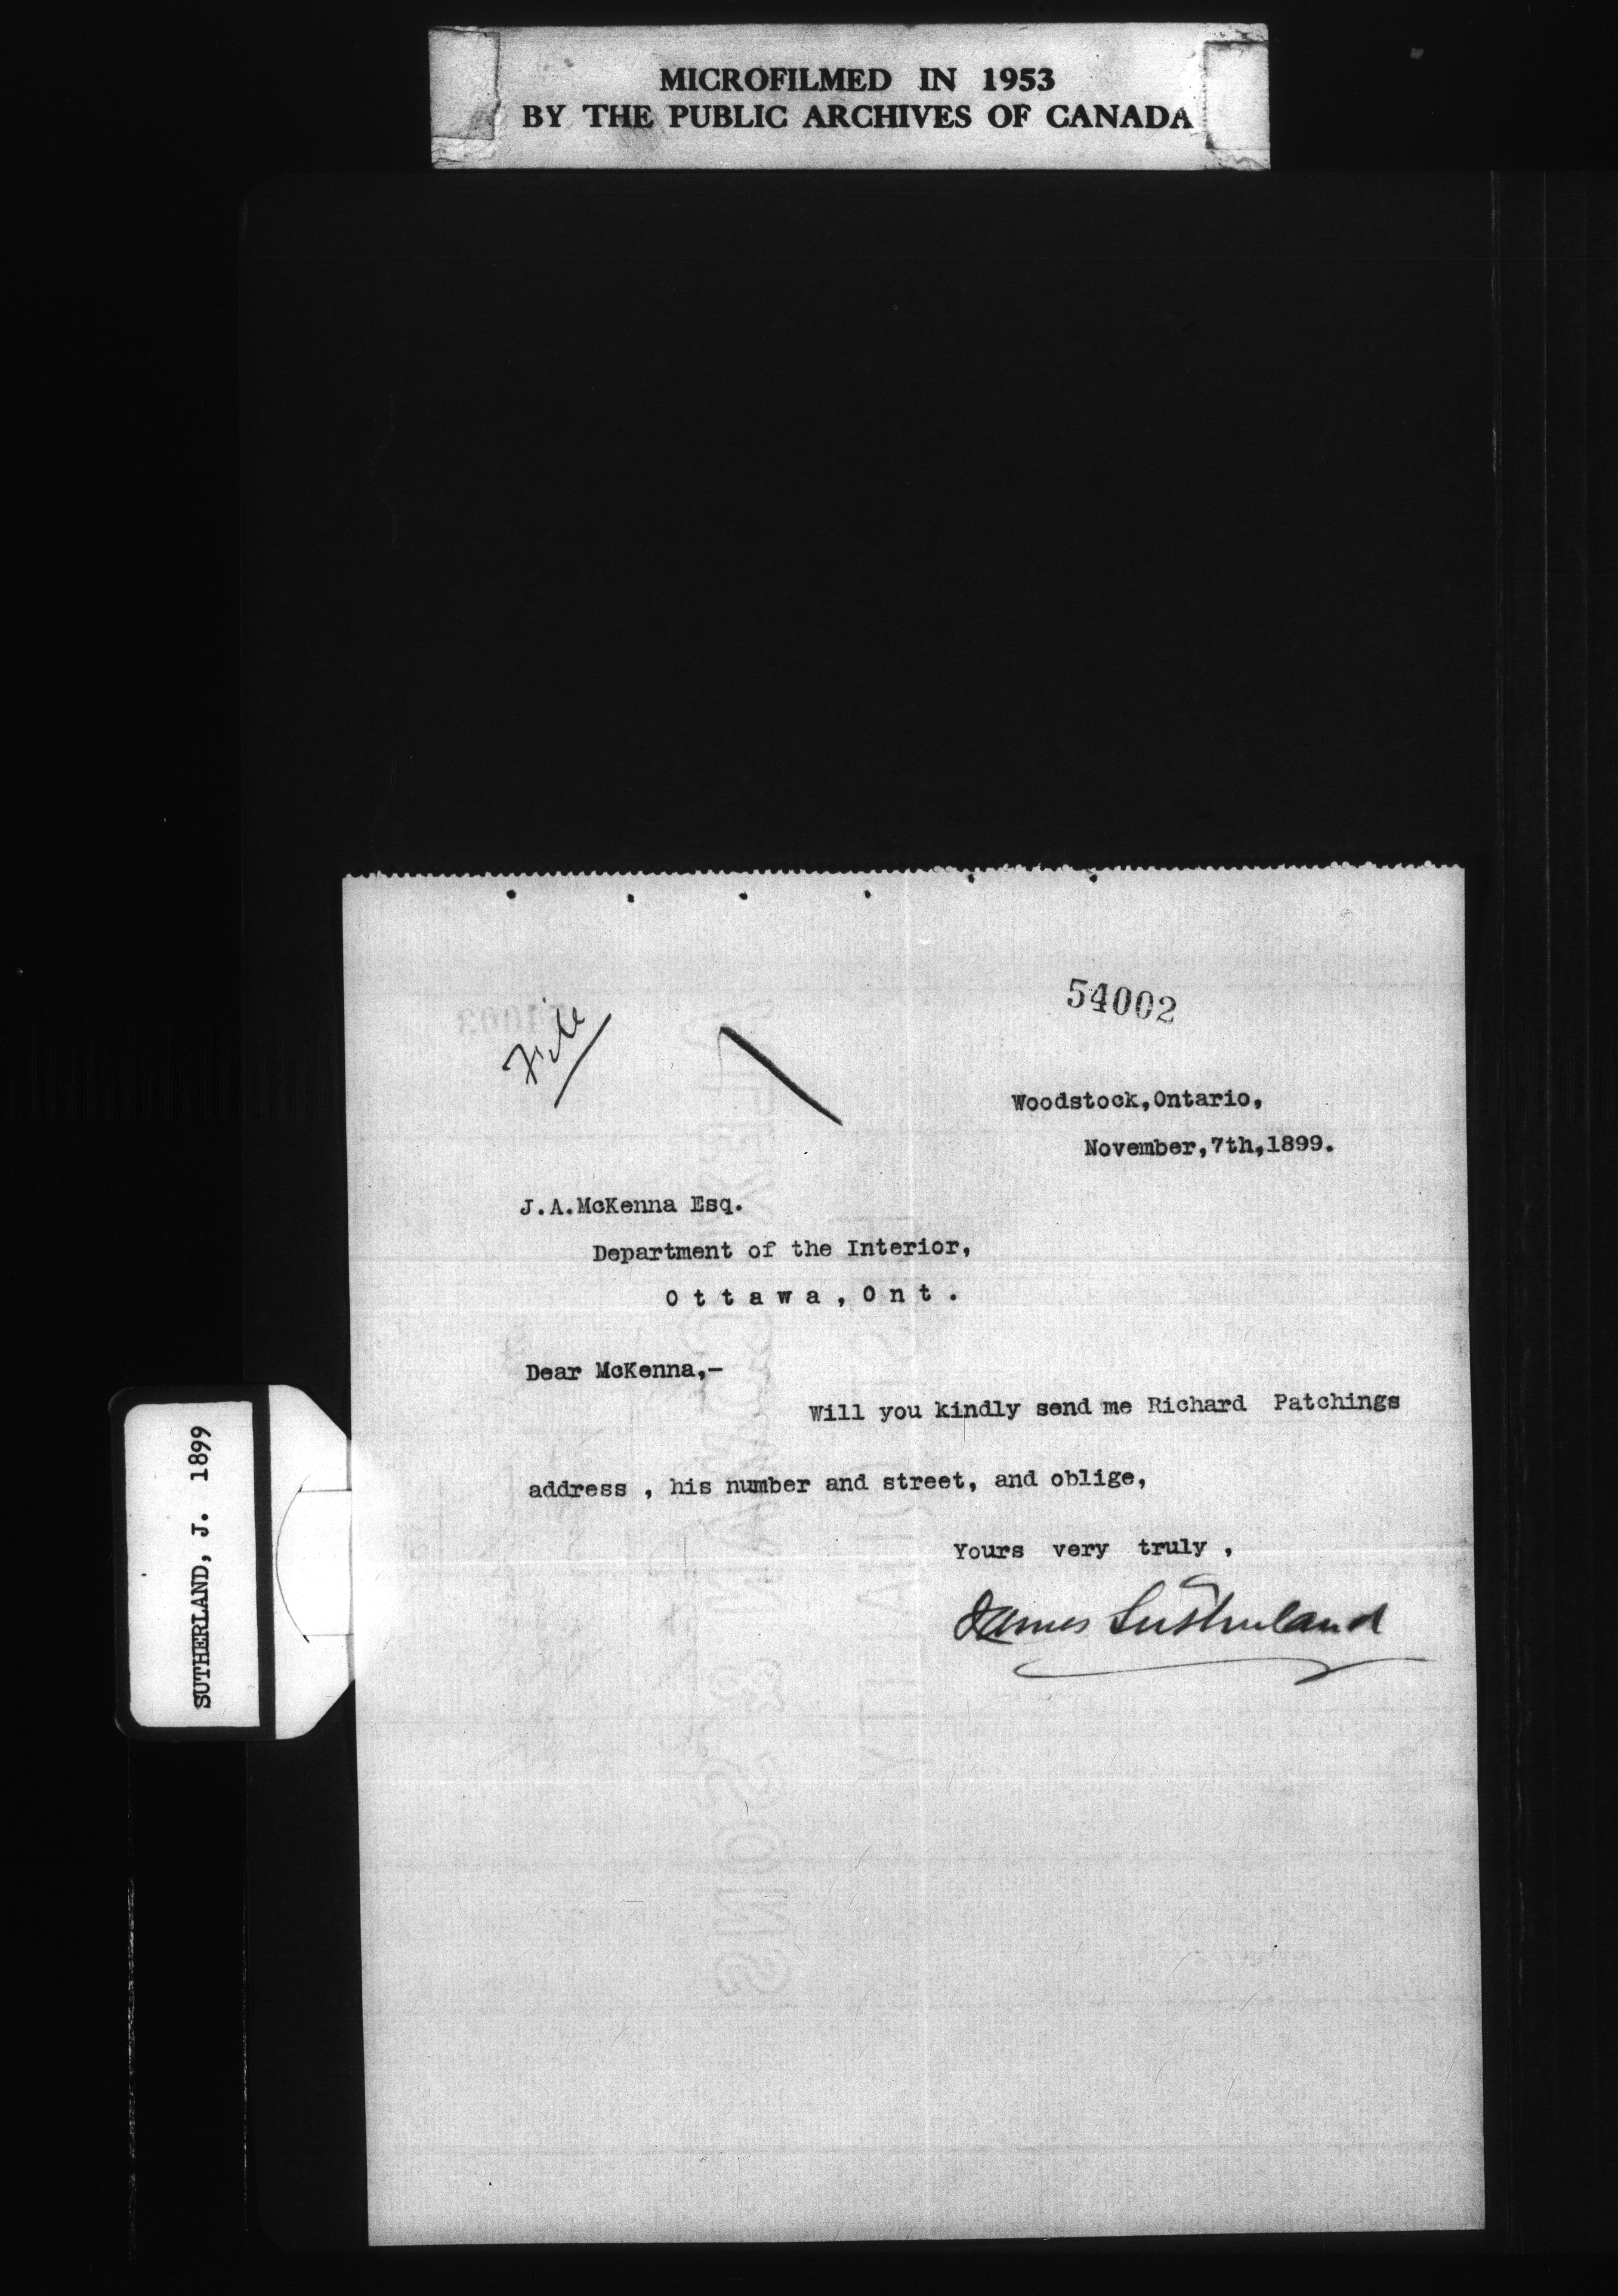 MICROFILMED IN 1953
BY THE PUBLIC ARCHIVES OF CANADA
54002
File
Woodstock,Ontario,
November,7th,1899.
J.A.McKenna Esq.
Department of the Interior,
Ottawa,Ont.
Dear McKenna,-
Will you kindly send me Richard Patchings
address , his number and street, and oblige,
Yours very truly ,
James Sutherland
SUTHERLAND, J. 1899